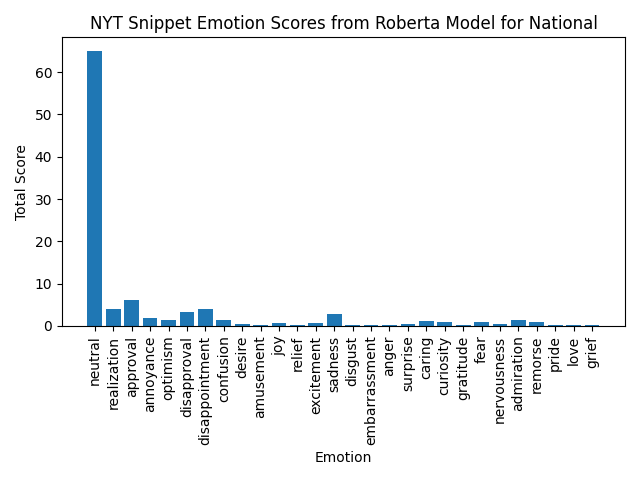 NYT Snippet Emotion Scores from Roberta Model for National
Total Score
60
50
40
30
20
10
0
neutral
realization
approval
annoyance
optimism
disapproval
disappointment
confusion
desire
amusement
joy
relief
excitement
sadness
disgust
embarrassment
anger
surprise
caring
curiosity
gratitude
fear
nervousness
admiration
remorse
pride
love
grief
Emotion